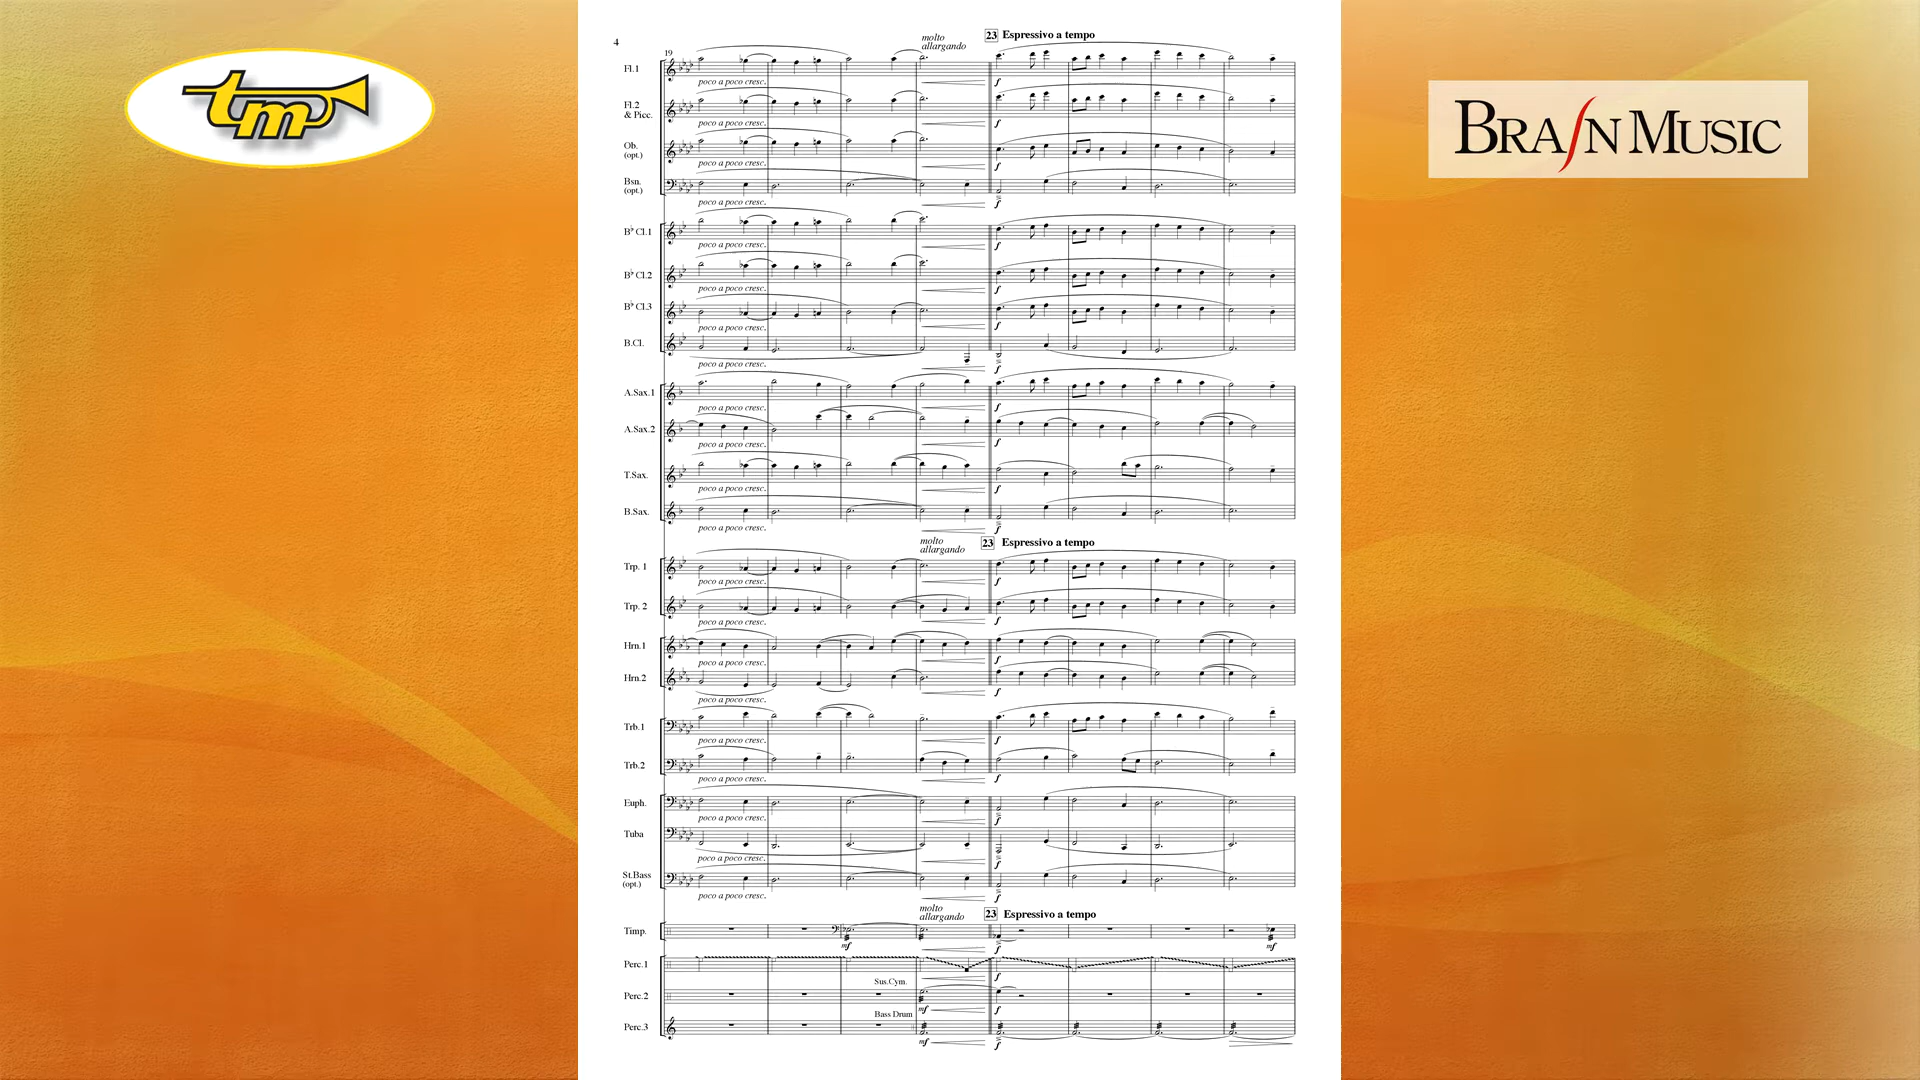 tm
BRAIN MUSIC
4
molto
allargando
23 Espressivo a tempo
19
Fl.1
poco a poco cresc.
f
Fl.2
& Picc.
poco a poco cresc.
f
Ob.
(opt.)
poco a poco cresc.
f
Bsn.
(opt.)
poco a poco cresc.
f
B♭ Cl.1
poco a poco cresc.
f
B♭ Cl.2
poco a poco cresc.
f
B♭ Cl.3
poco a poco cresc.
f
B.Cl.
poco a poco cresc.
f
A.Sax.1
poco a poco cresc.
f
A.Sax.2
poco a poco cresc.
f
T.Sax.
poco a poco cresc.
f
B.Sax.
poco a poco cresc.
f
molto
allargando
23 Espressivo a tempo
Trp. 1
poco a poco cresc.
f
Trp. 2
poco a poco cresc.
f
Hrn.1
poco a poco cresc.
f
Hrn.2
poco a poco cresc.
f
Trb.1
poco a poco cresc.
f
Trb.2
poco a poco cresc.
f
Euph.
poco a poco cresc.
f
Tuba
poco a poco cresc.
f
St.Bass
(opt.)
poco a poco cresc.
f
molto
allargando
23 Espressivo a tempo
Timp.
mf f mf
Perc.1
f
Sus.Cym.
Perc.2
mf f
Bass Drum
Perc.3
mf f